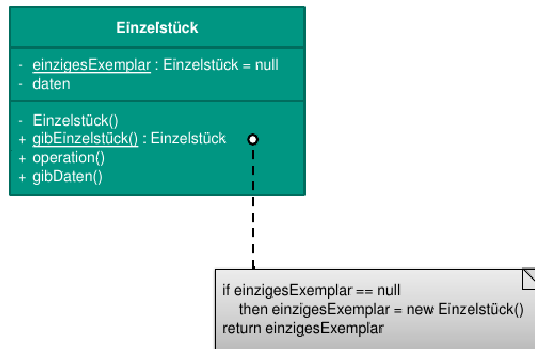 Einzelstück
- einzigesExemplar : Einzelstück = null
- daten
- Einzelstück()
+ gibEinzelstück() : Einzelstück
+ operation()
+ gibDaten()
if einzigesExemplar == null
then einzigesExemplar = new Einzelstück()
return einzigesExemplar